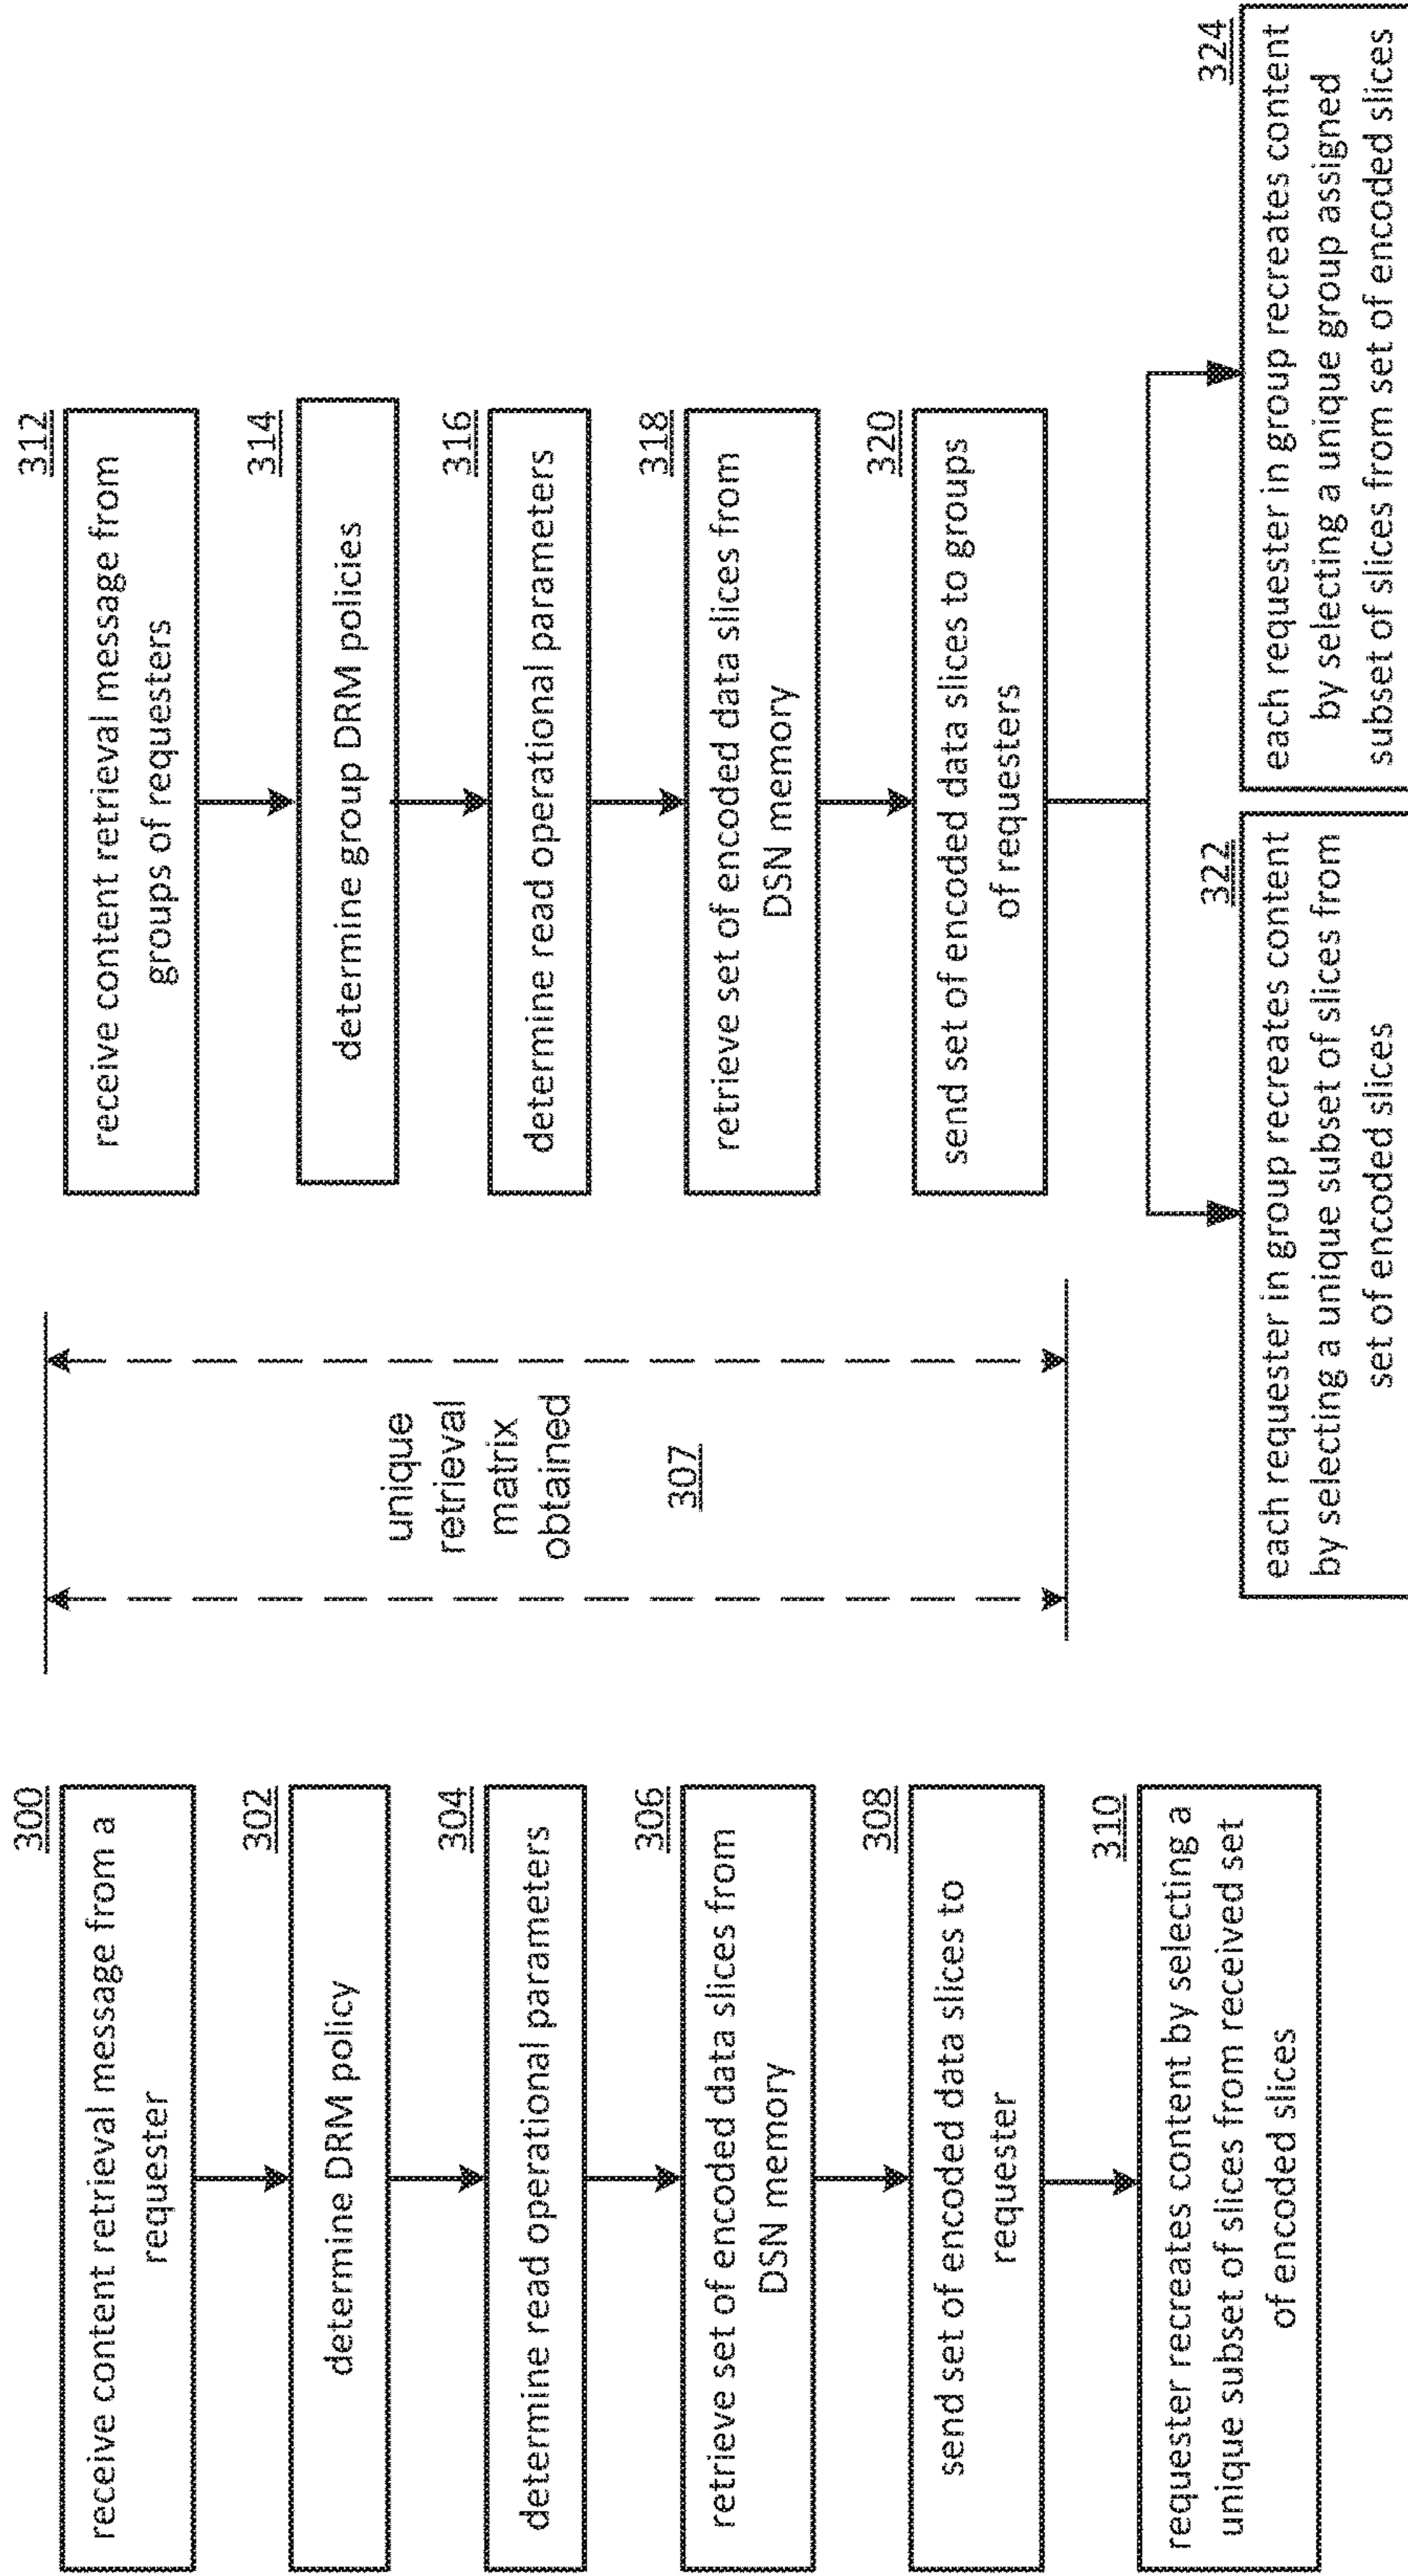 300
receive content retrieval message from a
requester
302
determine DRM policy
304
determine read operational parameters
306
retrieve set of encoded data slices from
DSN memory
308
send set of encoded data slices to
requester
310
requester recreates content by selecting a
unique subset of slices from received set
of encoded slices
unique
retrieval
matrix
obtained
307
312
receive content retrieval message from
groups of requesters
314
determine group DRM policies
316
determine read operational parameters
318
retrieve set of encoded data slices from
DSN memory
320
send set of encoded data slices to groups
of requesters
322
each requester in group recreates content
by selecting a unique subset of slices from
set of encoded slices
324
each requester in group recreates content
by selecting a unique group assigned
subset of slices from set of encoded slices